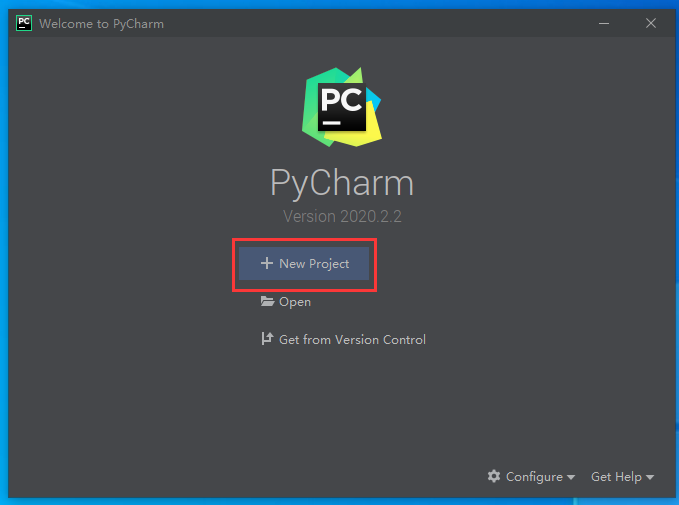 PC
Welcome to PyCharm
PC
PyCharm
Version 2020.2.2
New Project
Open
Get from Version Control
Configure
Get Help